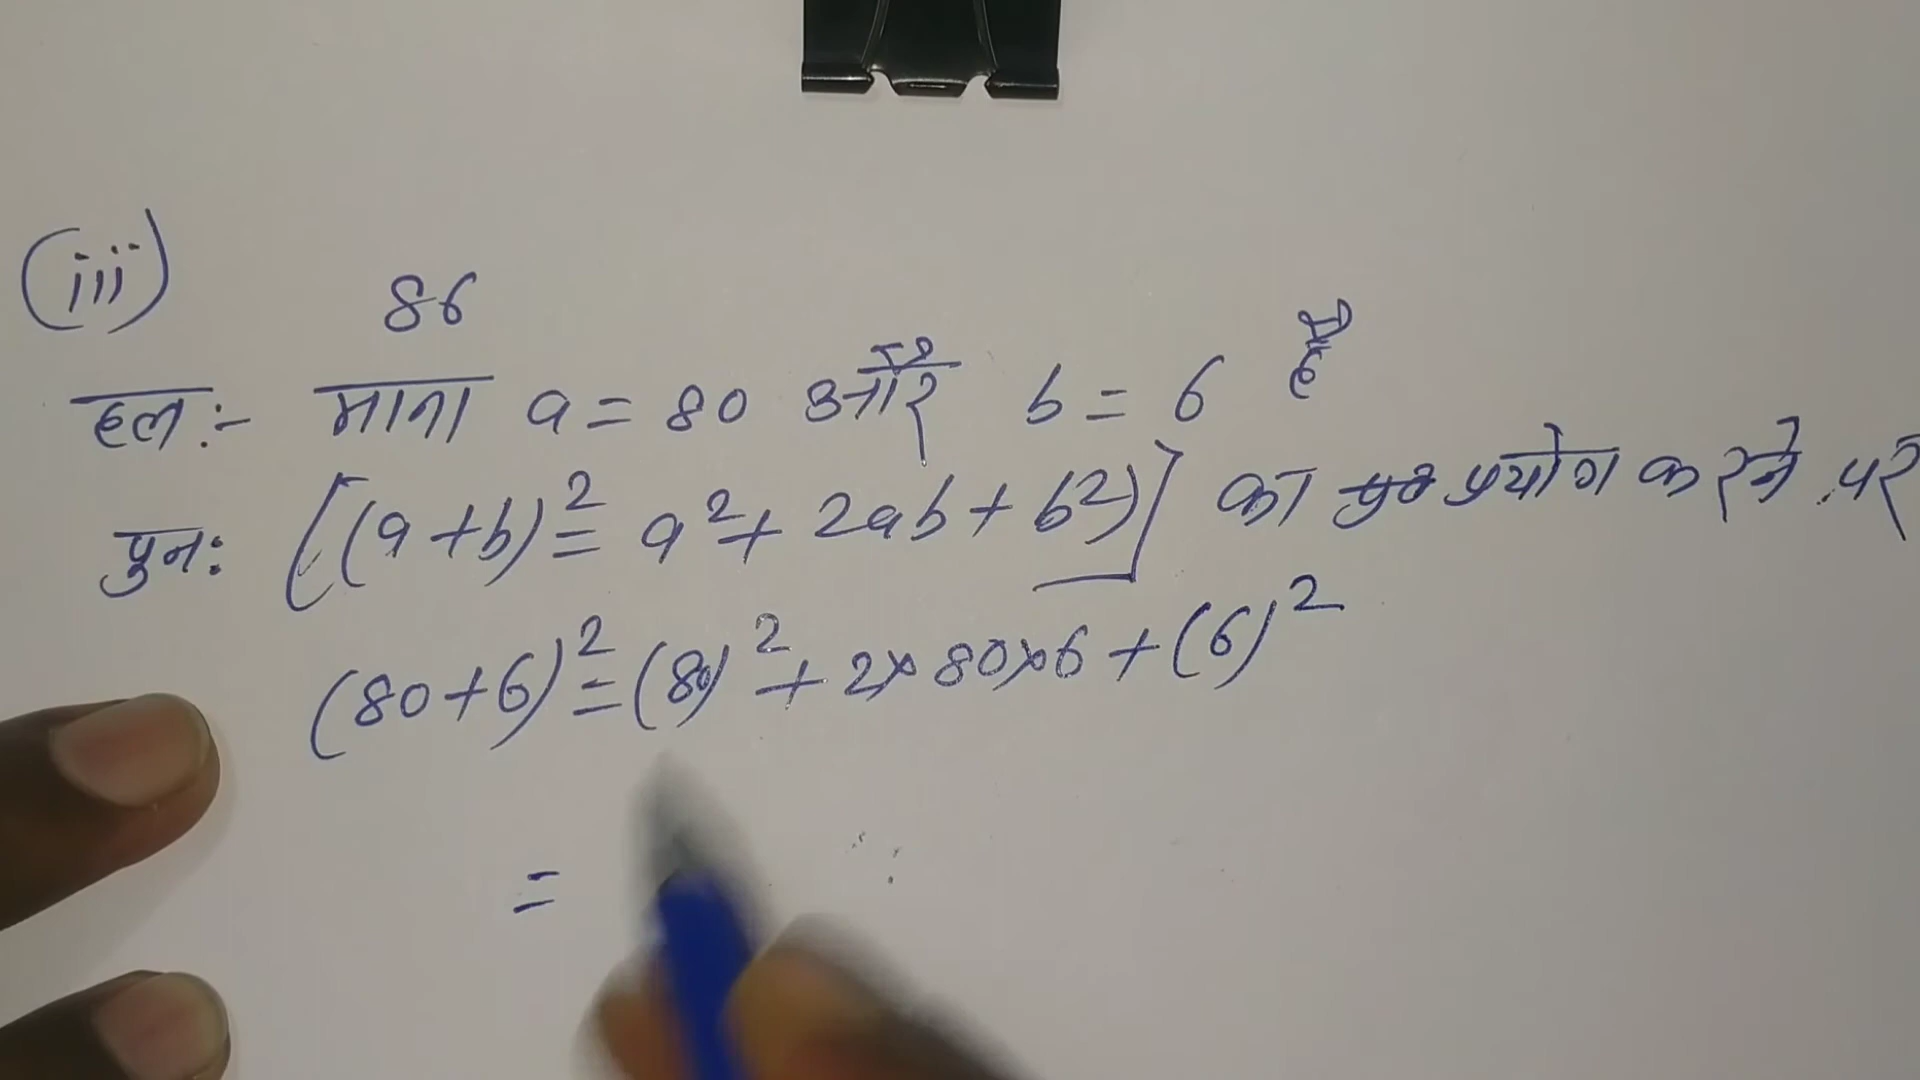 (iii) 86
हल:- माना a = 80 और b = 6 है
पुन: [(a+b)² = a² + 2ab + b²)] का प्रयोग करने पर
(80+6)² = (80)² + 2×80×6 + (6)²
=